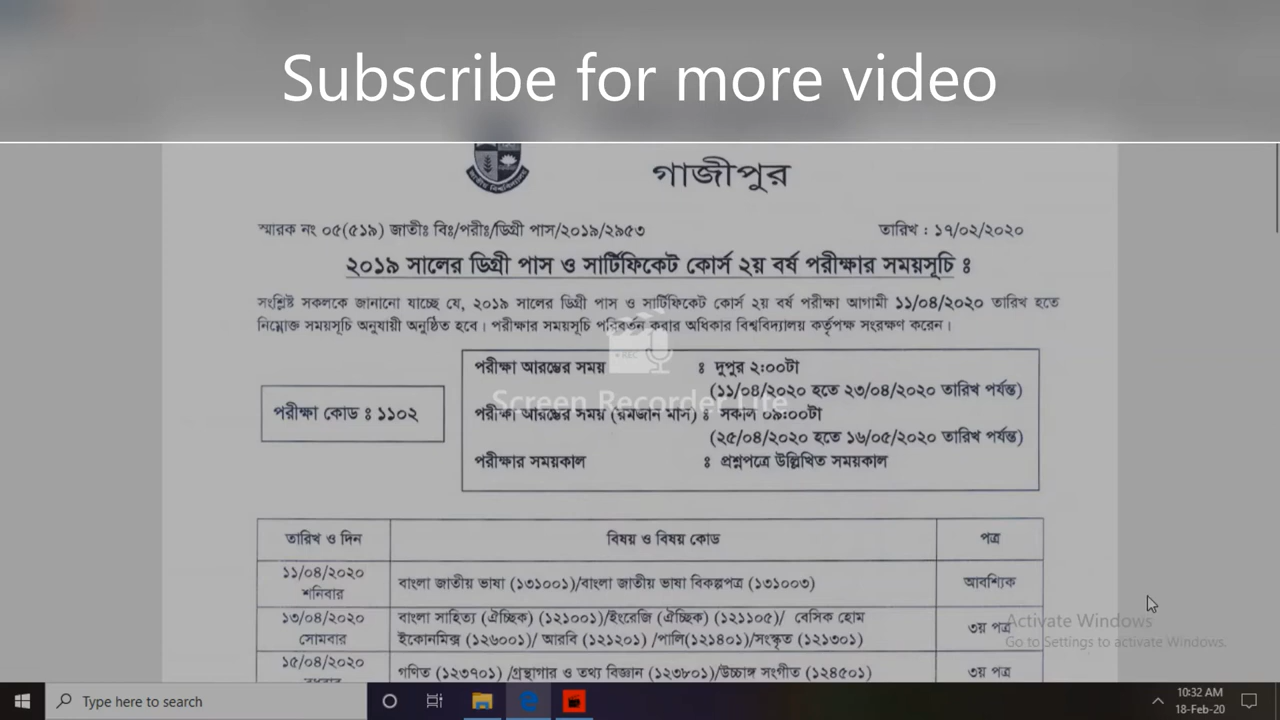 Subscribe for more video
গাজীপুর
স্মারক নং ০৫(৫১৯) জাতীঃ বিঃ/পরীঃ/ডিগ্রী পাস/২০১৯/২৯৫৩ তারিখ : ১৭/০২/২০২০
২০১৯ সালের ডিগ্রী পাস ও সার্টিফিকেট কোর্স ২য় বর্ষ পরীক্ষার সময়সূচি ঃ
সংশ্লিষ্ট সকলকে জানানো যাচ্ছে যে, ২০১৯ সালের ডিগ্রী পাস ও সার্টিফিকেট কোর্স ২য় বর্ষ পরীক্ষা আগামী ১১/০৪/২০২০ তারিখ হতে
নিম্নোক্ত সময়সূচি অনুযায়ী অনুষ্ঠিত হবে। পরীক্ষার সময়সূচি পরিবর্তন করার অধিকার বিশ্ববিদ্যালয় কর্তৃপক্ষ সংরক্ষণ করেন।
পরীক্ষা কোড ঃ ১১০২
পরীক্ষা আরম্ভের সময় ঃ দুপুর ২:০০টা
(১১/০৪/২০২০ হতে ২৩/০৪/২০২০ তারিখ পর্যন্ত)
পরীক্ষা আরম্ভের সময় (রমজান মাস) ঃ সকাল ০৯:০০টা
(২৫/০৪/২০২০ হতে ১৬/০৫/২০২০ তারিখ পর্যন্ত)
পরীক্ষার সময়কাল ঃ প্রশ্নপত্রে উল্লিখিত সময়কাল
REC
Screen Recorder Lite
তারিখ ও দিন বিষয় ও বিষয় কোড পত্র
১১/০৪/২০২০
শনিবার
বাংলা জাতীয় ভাষা (১৩১০০১)/বাংলা জাতীয় ভাষা বিকল্পপত্র (১৩১০০৩) আবশ্যিক
১৩/০৪/২০২০
সোমবার
বাংলা সাহিত্য (ঐচ্ছিক) (১২১০০১)/ইংরেজি (ঐচ্ছিক) (১২১১০৫)/ বেসিক হোম
ইকোনমিক্স (১২৬০০১)/ আরবি (১২১২০১) /পালি(১২১৪০১)/সংস্কৃত (১২১৩০১)
৩য় পত্র
১৫/০৪/২০২০
গণিত (১২৩৭০১) /গ্রন্থাগার ও তথ্য বিজ্ঞান (১২৩৮০১)/উচ্চাঙ্গ সংগীত (১২৪৫০১) ৩য় পত্র
Activate Windows
Go to Settings to activate Windows.
Type here to search
10:32 AM
18-Feb-20